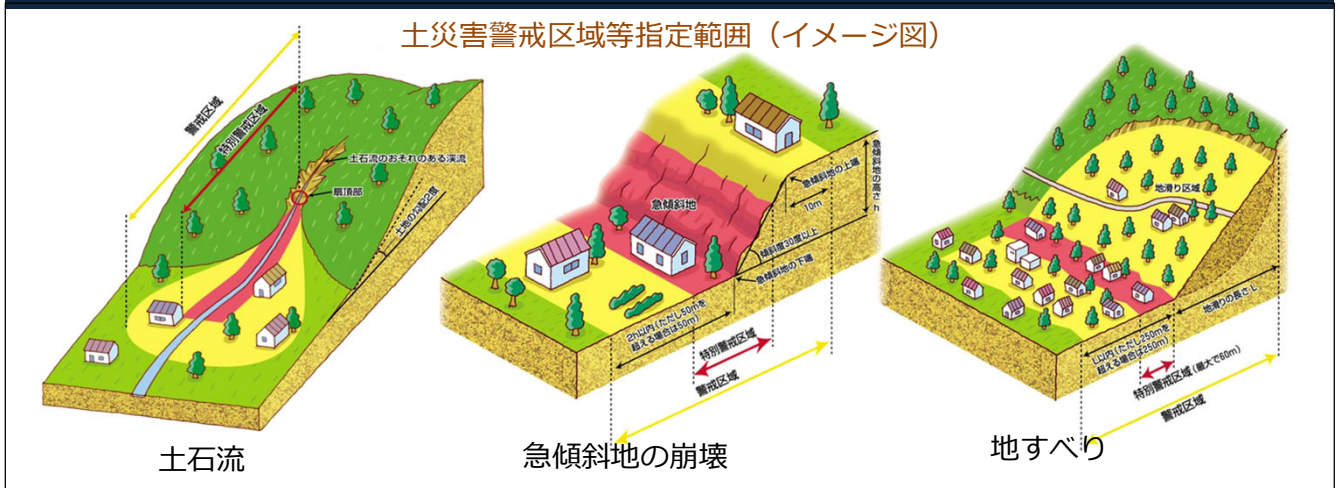 土災害警戒区域等指定範囲（イメージ図）
警戒区域
特別警戒区域
土石流のおそれのある渓流
扇頂部
土地の勾配2度
土石流
急傾斜地
急傾斜地の上端
10m
急傾斜地の高さh
傾斜度30度以上
急傾斜地の下端
2h以内(ただし50mを
超える場合は50m)
特別警戒区域
警戒区域
急傾斜地の崩壊
地滑り区域
地滑りの長さL
L以内(ただし250mを
超える場合は250m)
特別警戒区域(最大で60m)
警戒区域
地すべり